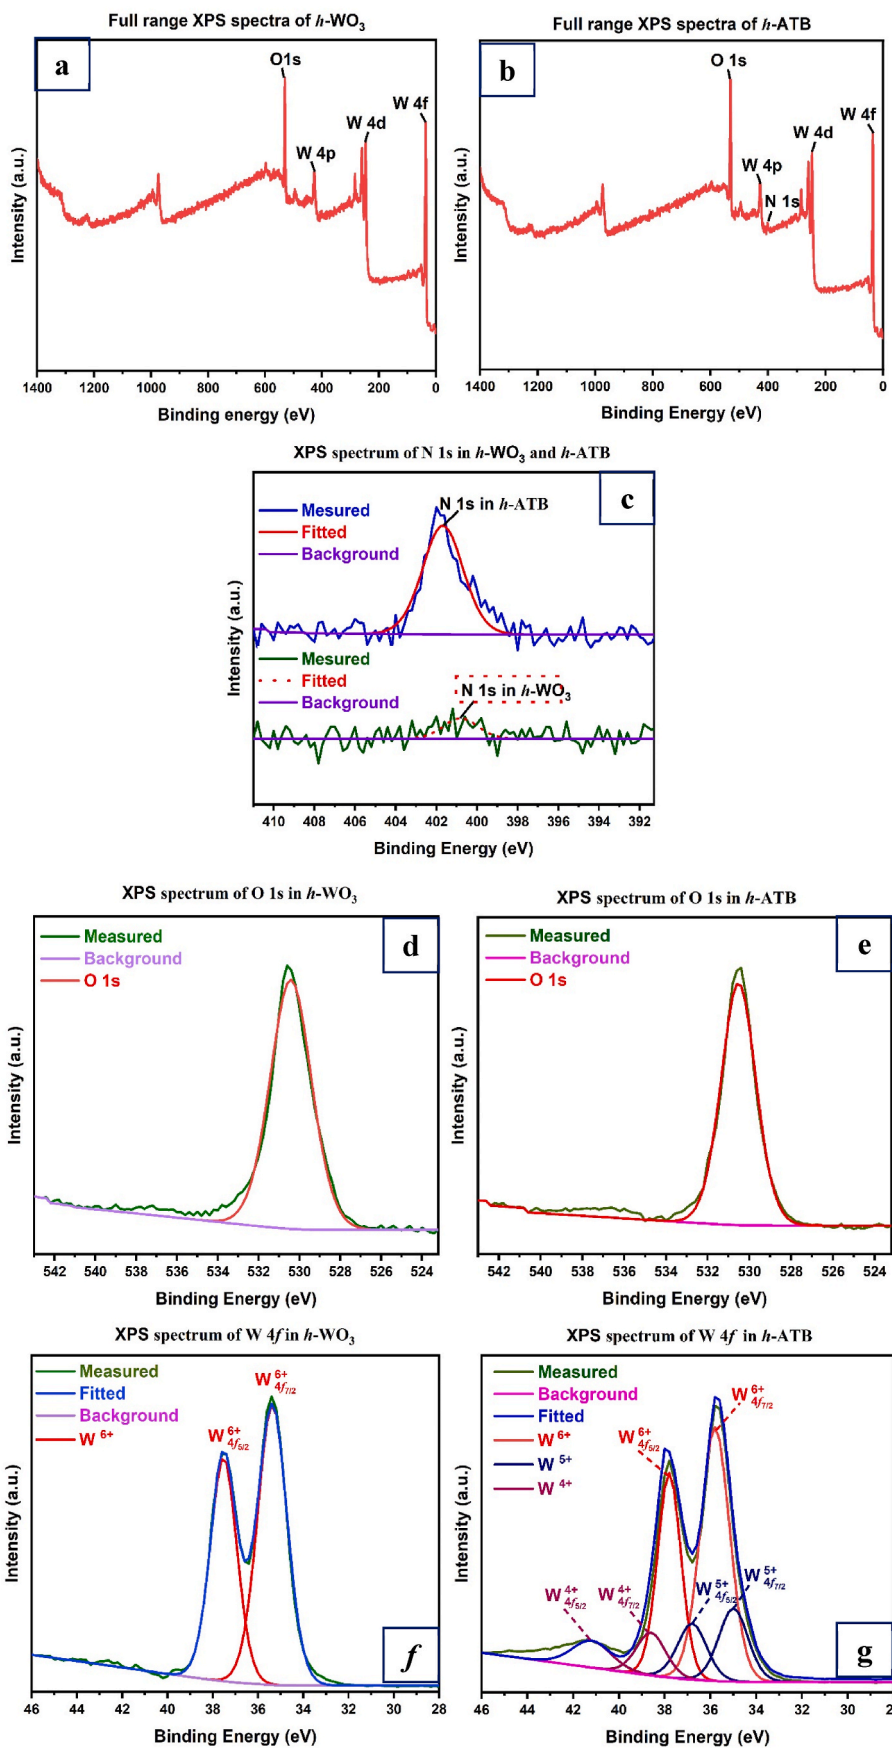 Full range XPS spectra of h-WO3
a
O1s
W 4f
W 4d
W 4p
Intensity (a.u.)
1400 1200 1000 800 600 400 200 0
Binding energy (eV)
Full range XPS spectra of h-ATB
b
O 1s
W 4f
W 4d
W 4p
N 1s
Intensity (a.u.)
1400 1200 1000 800 600 400 200 0
Binding Energy (eV)
XPS spectrum of N 1s in h-WO3 and h-ATB
c
N 1s in h-ATB
Mesured
Fitted
Background
Mesured
Fitted
N 1s in h-WO3
Background
Intensity (a.u.)
410 408 406 404 402 400 398 396 394 392
Binding Energy (eV)
XPS spectrum of O 1s in h-WO3
d
Measured
Background
O 1s
Intensity (a.u.)
542 540 538 536 534 532 530 528 526 524
Binding Energy (eV)
XPS spectrum of O 1s in h-ATB
e
Measured
Background
O 1s
Intensity (a.u.)
542 540 538 536 534 532 530 528 526 524
Binding Energy (eV)
XPS spectrum of W 4f in h-WO3
Measured
Fitted
Background
W 6+
W 6+ 4f7/2
W 6+ 4f5/2
f
Intensity (a.u.)
46 44 42 40 38 36 34 32 30 28
Binding Energy (eV)
XPS spectrum of W 4f in h-ATB
Measured
Background
Fitted
W 6+
W 5+
W 4+
W 6+ 4f7/2
W 6+ 4f5/2
W 5+ 4f7/2
W 5+ 4f5/2
W 4+ 4f7/2
W 4+ 4f5/2
g
Intensity (a.u.)
46 44 42 40 38 36 34 32 30
Binding Energy (eV)